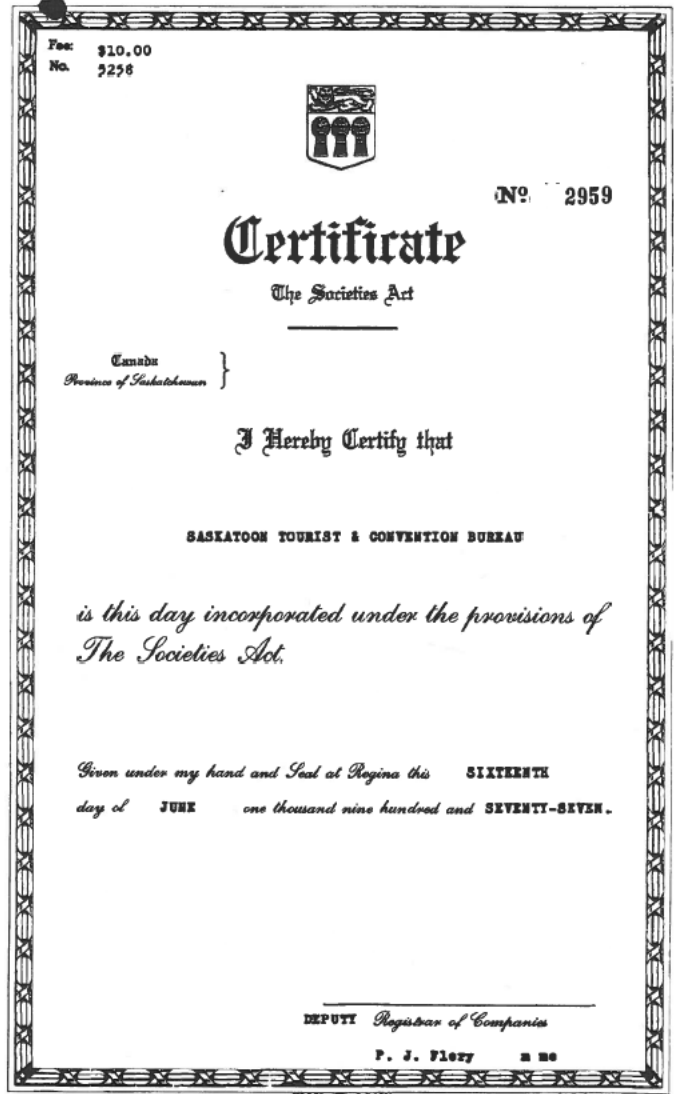 Fee: $10.00
No. 5258
Nº 2959
Certificate
The Societies Act
Canada
Province of Saskatchewan }
I Hereby Certify that
SASKATOON TOURIST & CONVENTION BUREAU
is this day incorporated under the provisions of
The Societies Act.
Given under my hand and Seal at Regina this SIXTEENTH
day of JUNE one thousand nine hundred and SEVENTY-SEVEN.
DEPUTY Registrar of Companies
P. J. Flory